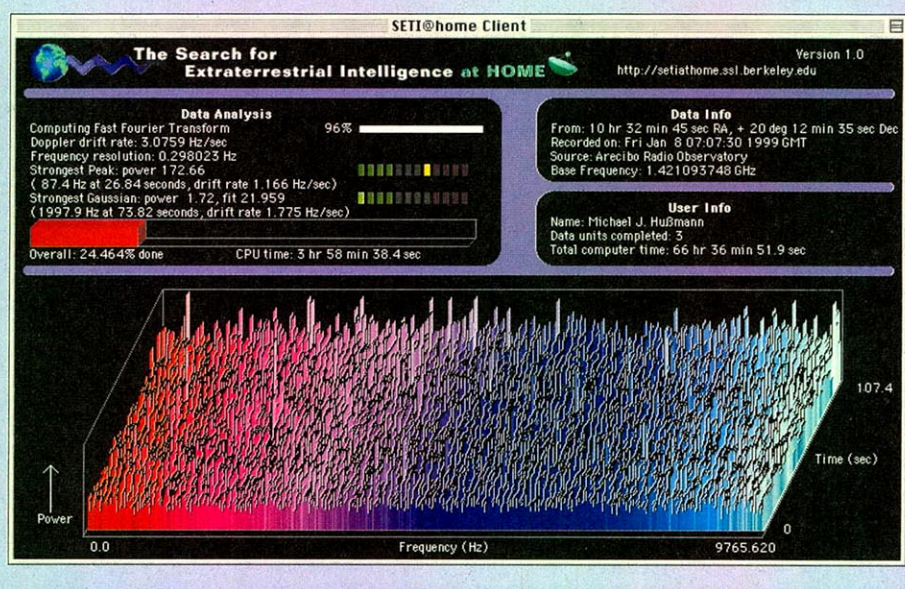 SETI@home Client
The Search for
Extraterrestrial Intelligence at HOME
Version 1.0
http://setiathome.ssl.berkeley.edu
Data Analysis
Computing Fast Fourier Transform 96%
Doppler drift rate: 3.0759 Hz/sec
Frequency resolution: 0.298023 Hz
Strongest Peak: power 172.66
( 87.4 Hz at 26.84 seconds, drift rate 1.166 Hz/sec)
Strongest Gaussian: power 1.72, fit 21.959
(1997.9 Hz at 73.82 seconds, drift rate 1.775 Hz/sec)
Overall: 24.464% done CPU time: 3 hr 58 min 38.4 sec
Data Info
From: 10 hr 32 min 45 sec RA, + 20 deg 12 min 35 sec Dec
Recorded on: Fri Jan 8 07:07:30 1999 GMT
Source: Arecibo Radio Observatory
Base Frequency: 1.421093748 GHz
User Info
Name: Michael J. Hußmann
Data units completed: 3
Total computer time: 66 hr 36 min 51.9 sec
107.4
Time (sec)
Power
0
0.0 Frequency (Hz) 9765.620